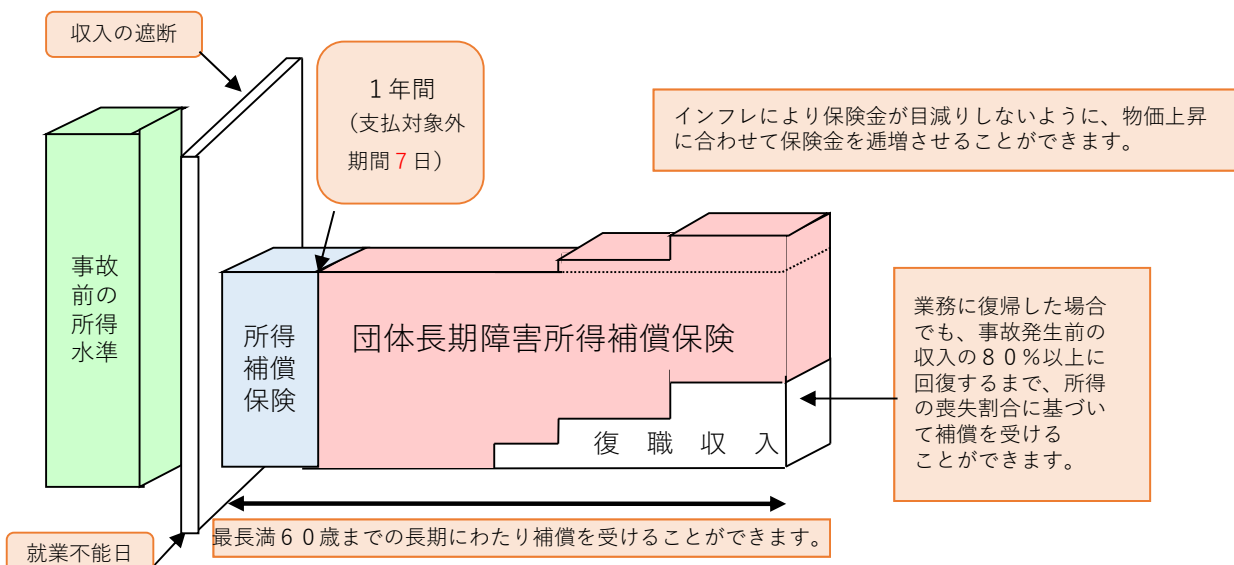 収入の遮断
１年間
（支払対象外
期間７日）
インフレにより保険金が目減りしないように、物価上昇
に合わせて保険金を逓増させることができます。
事故
前の
所得
水準
所得
補償
保険
団体長期障害所得補償保険
業務に復帰した場合
でも、事故発生前の
収入の８０％以上に
回復するまで、所得
の喪失割合に基づい
て補償を受ける
ことができます。
復職収入
最長満６０歳までの長期にわたり補償を受けることができます。
就業不能日